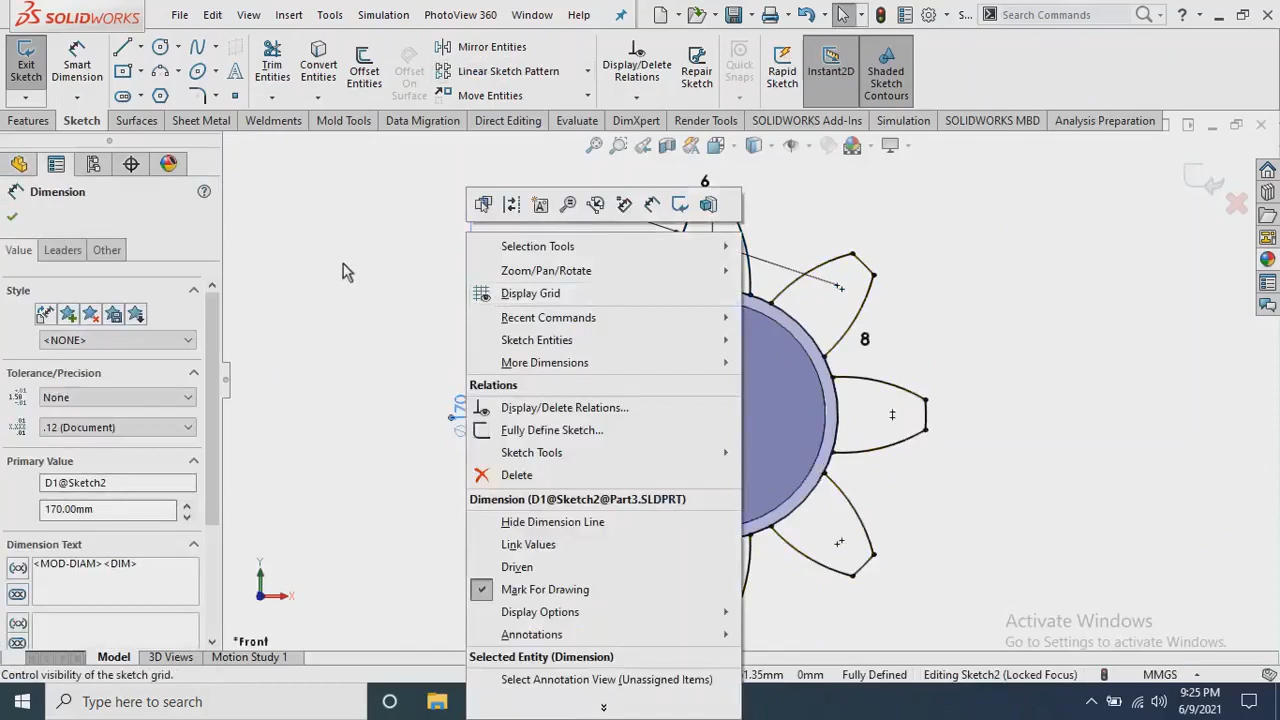 SOLIDWORKS
File Edit View Insert Tools Simulation PhotoView 360 Window Help S... Search Commands ?
Exit Sketch
Smart Dimension
Trim Entities
Convert Entities
Offset Entities
Offset On Surface
Mirror Entities
Linear Sketch Pattern
Move Entities
Display/Delete Relations
Repair Sketch
Quick Snaps
Rapid Sketch
Instant2D
Shaded Sketch Contours
Features Sketch Surfaces Sheet Metal Weldments Mold Tools Data Migration Direct Editing Evaluate DimXpert Render Tools SOLIDWORKS Add-Ins Simulation SOLIDWORKS MBD Analysis Preparation
Dimension
Value Leaders Other
Style
<NONE>
Tolerance/Precision
None
.12 (Document)
Primary Value
D1@Sketch2
170.00mm
Dimension Text
<MOD-DIAM> <DIM>
6
8
170
Selection Tools
Zoom/Pan/Rotate
Display Grid
Recent Commands
Sketch Entities
More Dimensions
Relations
Display/Delete Relations...
Fully Define Sketch...
Sketch Tools
Delete
Dimension (D1@Sketch2@Part3.SLDPRT)
Hide Dimension Line
Link Values
Driven
Mark For Drawing
Display Options
Annotations
Selected Entity (Dimension)
Select Annotation View (Unassigned Items)
Y
X
*Front
Activate Windows
Go to Settings to activate Windows.
Model 3D Views Motion Study 1
Control visibility of the sketch grid. 1.35mm 0mm Fully Defined Editing Sketch2 (Locked Focus) MMGS
Type here to search
9:25 PM
6/9/2021